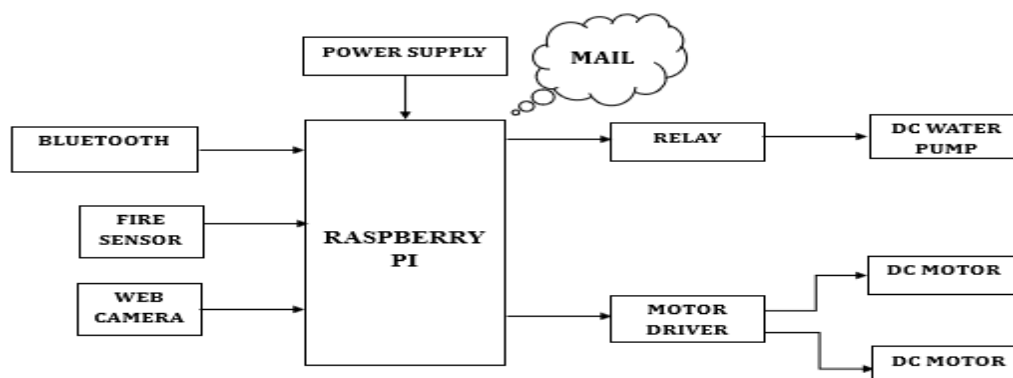 POWER SUPPLY
MAIL
BLUETOOTH
RELAY
DC WATER
PUMP
FIRE
SENSOR
RASPBERRY
PI
WEB
CAMERA
MOTOR
DRIVER
DC MOTOR
DC MOTOR